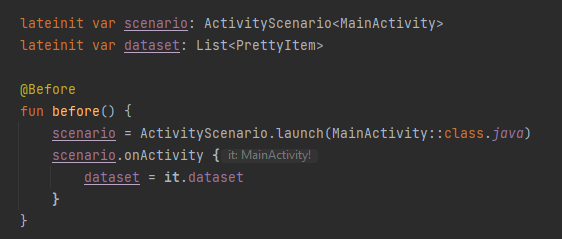 lateinit var scenario: ActivityScenario<MainActivity>
lateinit var dataset: List<PrettyItem>
@Before
fun before() {
scenario = ActivityScenario.launch(MainActivity::class.java)
scenario.onActivity { it: MainActivity!
dataset = it.dataset
}
}